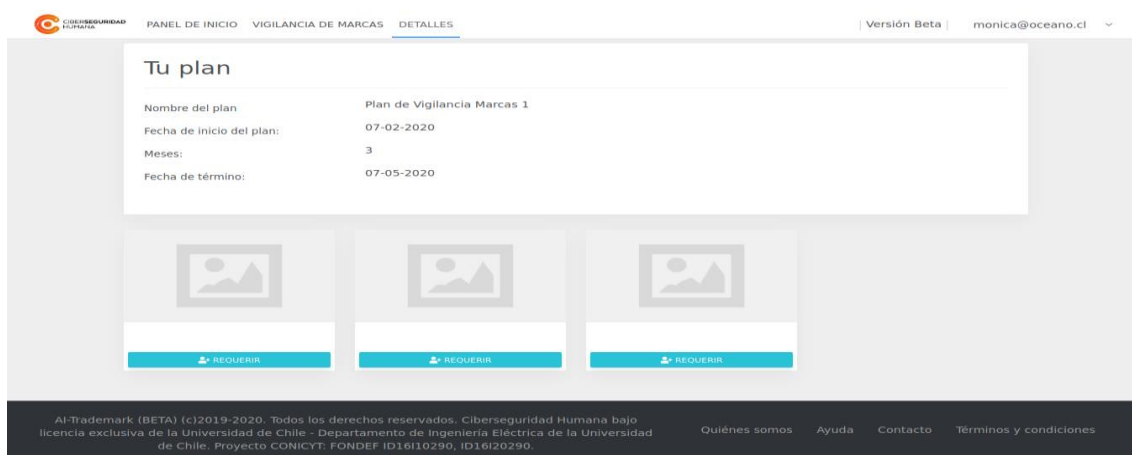 CIBERSEGURIDAD
HUMANA
PANEL DE INICIO VIGILANCIA DE MARCAS DETALLES
| Versión Beta | monica@oceano.cl
Tu plan
Nombre del plan Plan de Vigilancia Marcas 1
Fecha de inicio del plan: 07-02-2020
Meses: 3
Fecha de término: 07-05-2020
REQUERIR REQUERIR REQUERIR
AI-Trademark (BETA) (c)2019-2020. Todos los derechos reservados. Ciberseguridad Humana bajo
licencia exclusiva de la Universidad de Chile - Departamento de Ingeniería Eléctrica de la Universidad
de Chile. Proyecto CONICYT: FONDEF ID16I10290, ID16I20290.
Quiénes somos Ayuda Contacto Términos y condiciones